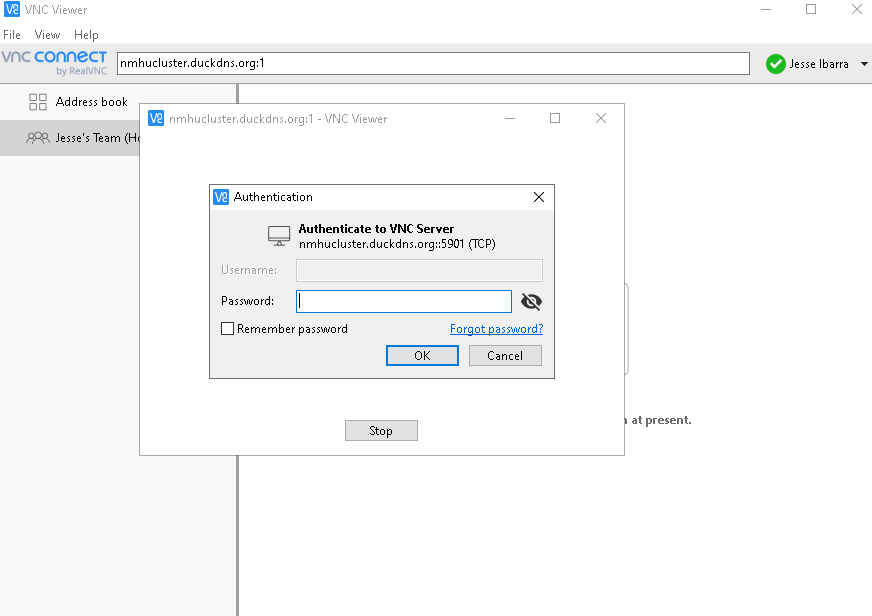 VNC Viewer
File View Help
vnc connect
by RealVNC
nmhucluster.duckdns.org:1
Jesse Ibarra
Address book
Jesse's Team
nmhucluster.duckdns.org:1 - VNC Viewer
Authentication
Authenticate to VNC Server
nmhucluster.duckdns.org::5901 (TCP)
Username:
Password:
Remember password
Forgot password?
OK Cancel
at present.
Stop